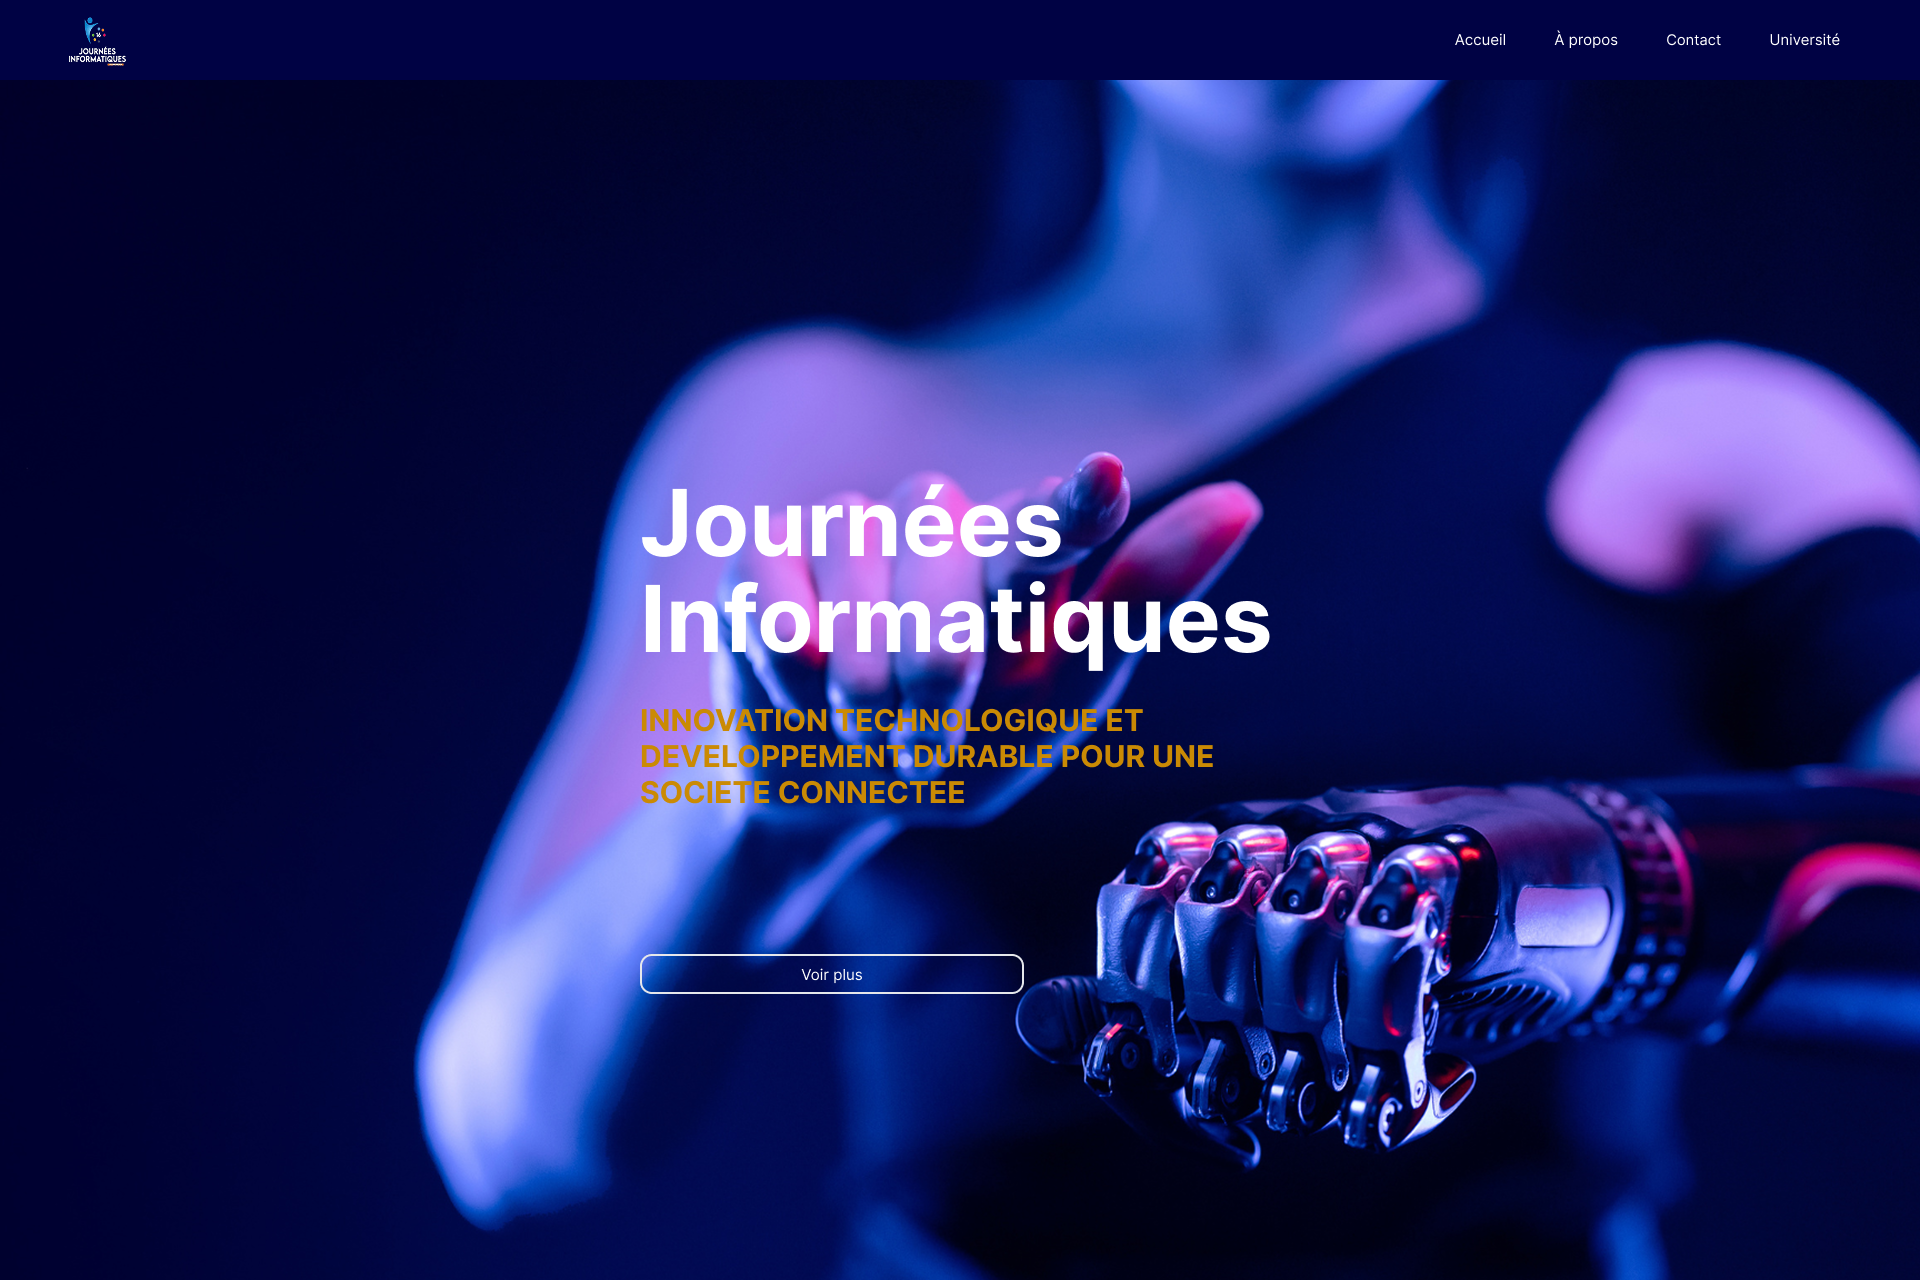 JOURNÉES
INFORMATIQUES
Accueil
À propos
Contact
Université
Journées
Informatiques
INNOVATION TECHNOLOGIQUE ET
DEVELOPPEMENT DURABLE POUR UNE
SOCIETE CONNECTEE
Voir plus